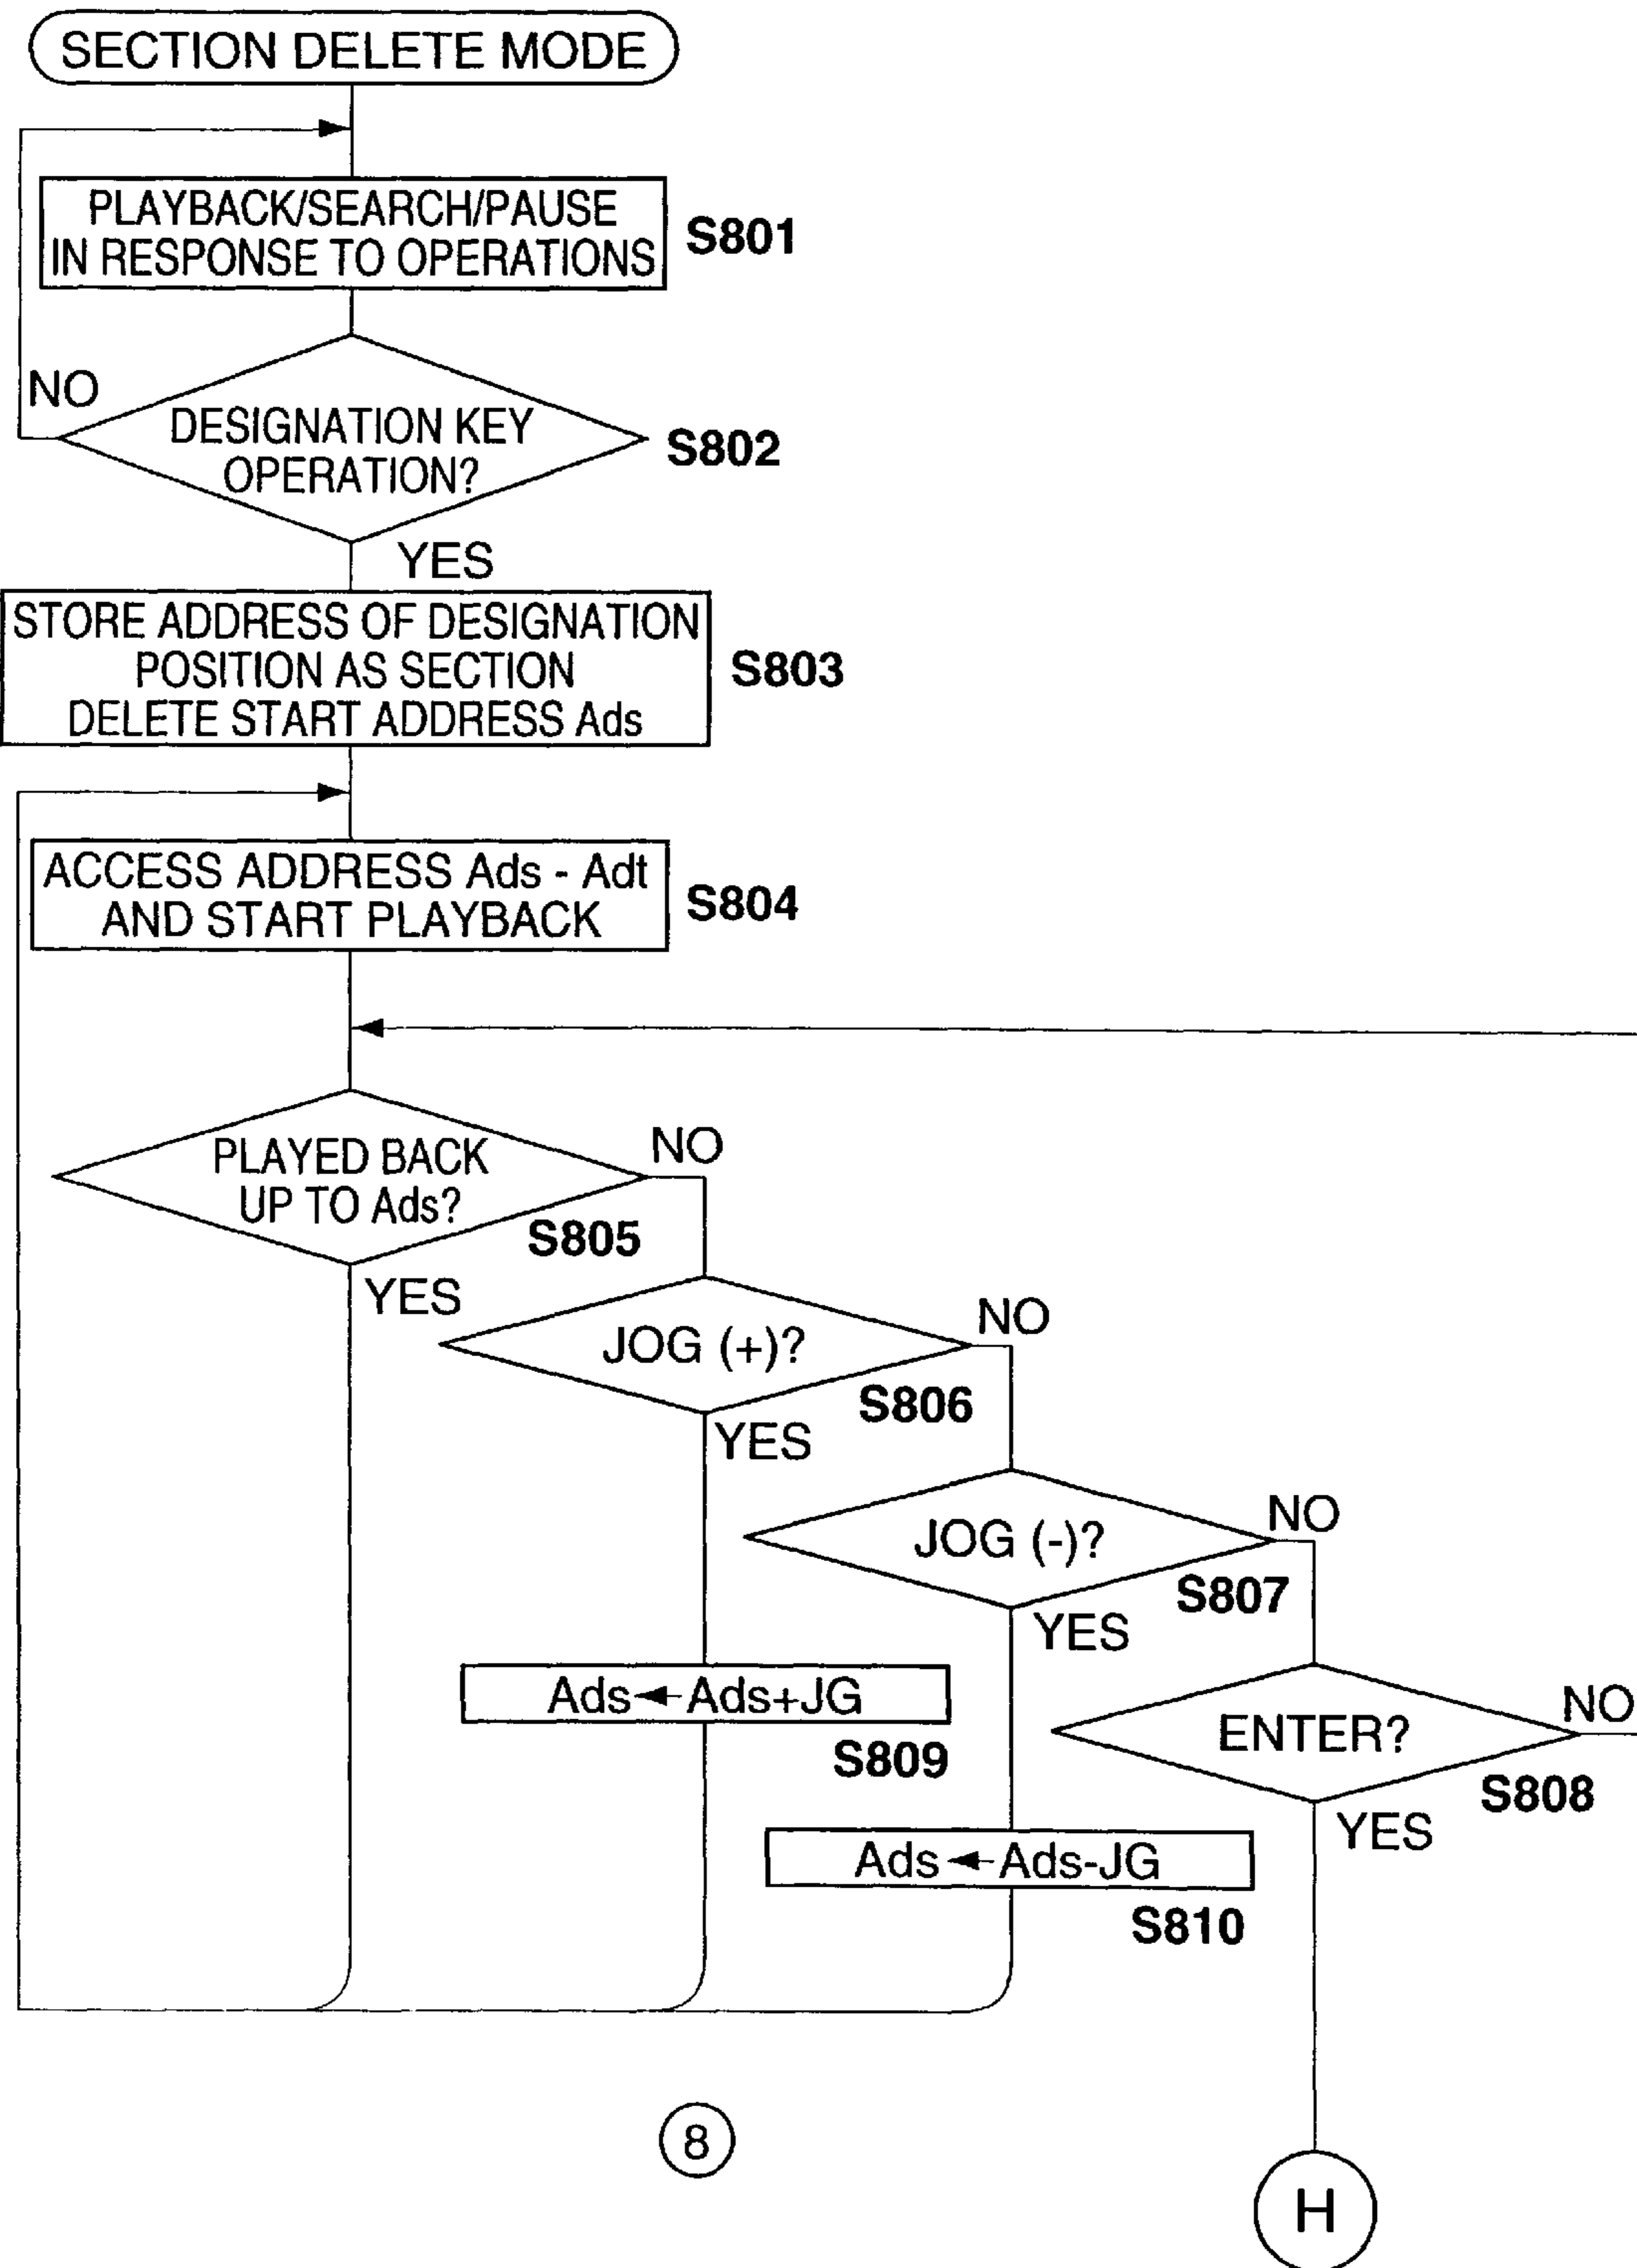 SECTION DELETE MODE
PLAYBACK/SEARCH/PAUSE
IN RESPONSE TO OPERATIONS
S801
NO
DESIGNATION KEY
OPERATION?
S802
YES
STORE ADDRESS OF DESIGNATION
POSITION AS SECTION
DELETE START ADDRESS Ads
S803
ACCESS ADDRESS Ads - Adt
AND START PLAYBACK
S804
PLAYED BACK
UP TO Ads?
NO
S805
YES
JOG (+)?
NO
S806
YES
JOG (-)?
NO
S807
YES
Ads←Ads+JG
S809
ENTER?
NO
S808
YES
Ads←Ads-JG
S810
8
H